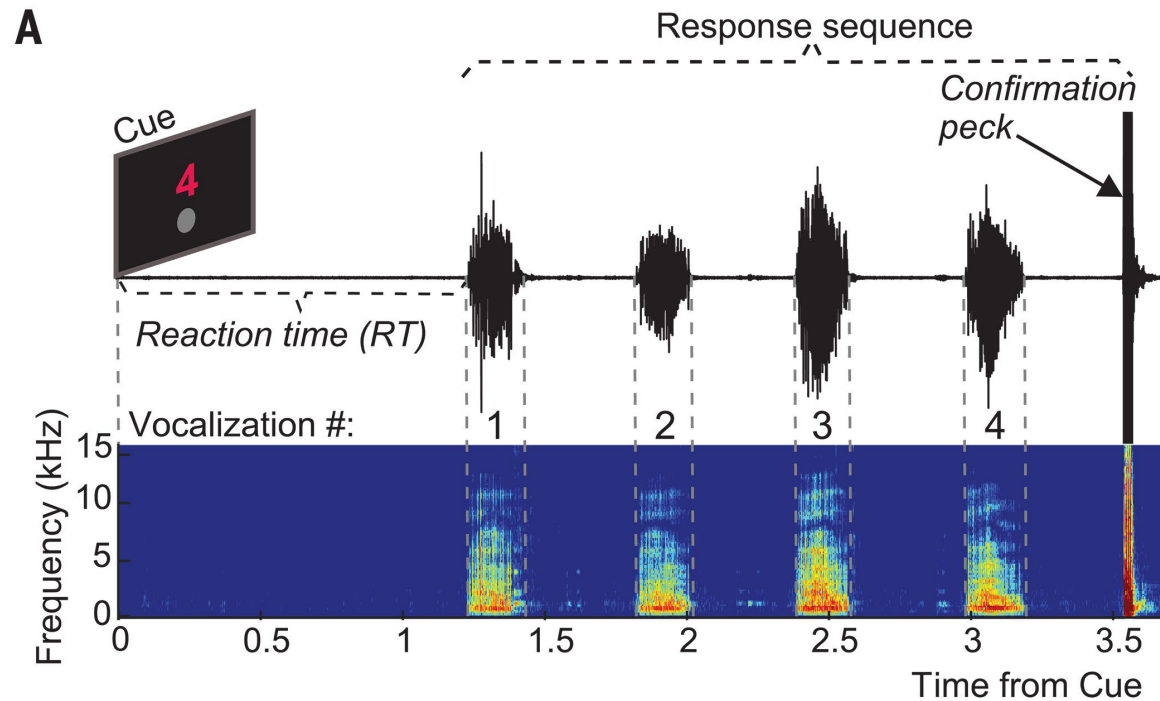 A
Response sequence
Confirmation
peck
Cue
4
Reaction time (RT)
Vocalization #:
1 2 3 4
Frequency (kHz)
15
10
5
0
0 0.5 1 1.5 2 2.5 3 3.5
Time from Cue